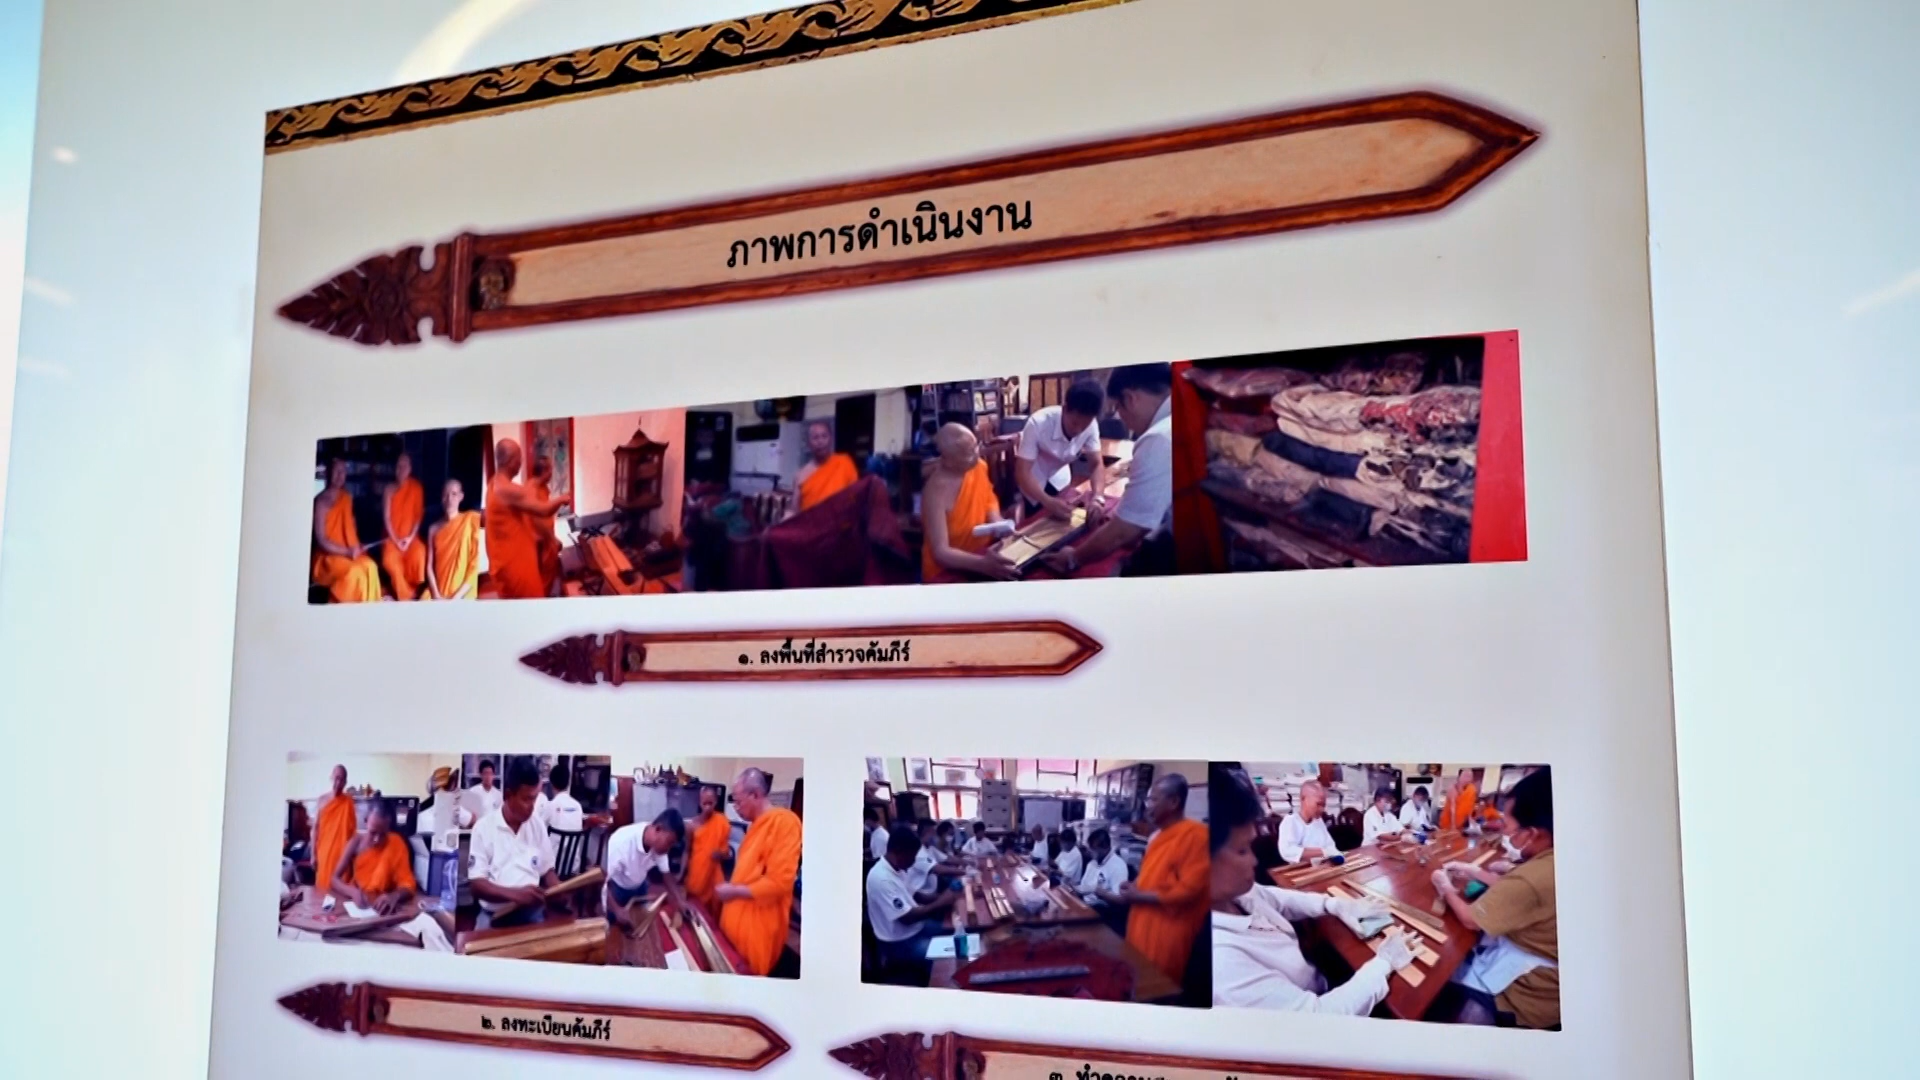 ภาพการดำเนินงาน
๑. ลงพื้นที่สำรวจคัมภีร์
๒. ลงทะเบียนคัมภีร์
๓.